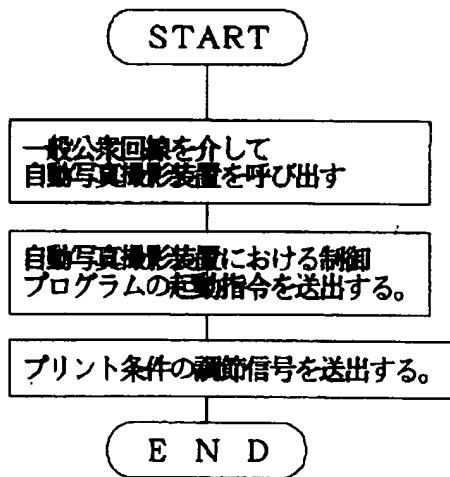 START
一般公衆回線を介して
自動写真撮影装置を呼び出す
自動写真撮影装置における制御
プログラムの起動指令を送出する。
プリント条件の調節信号を送出する。
END